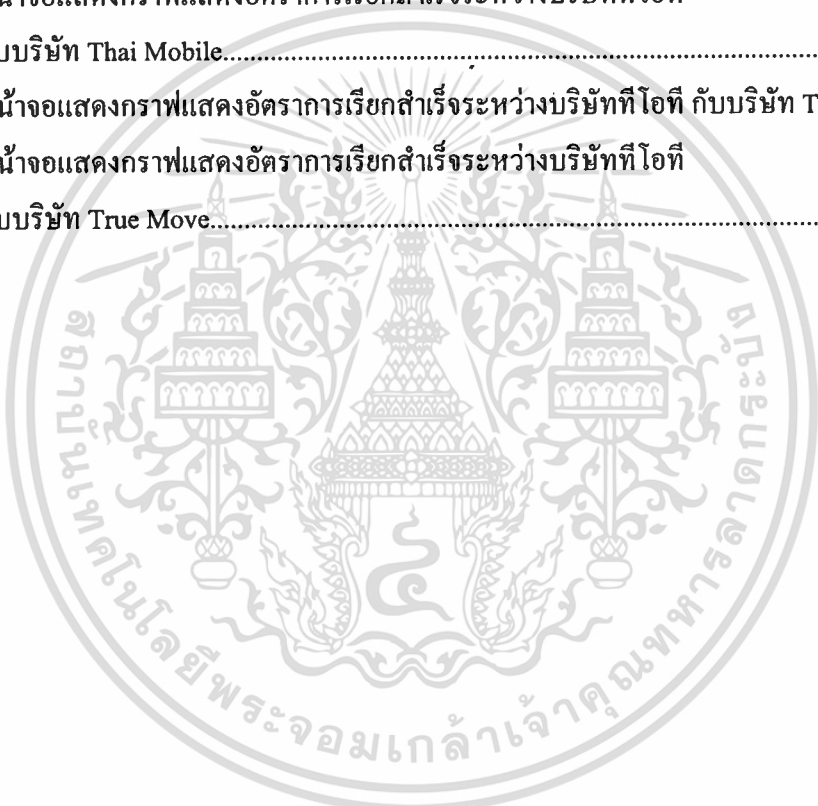 น้าจอแสดงกราฟแสดงอัตราการเรียกสำเร็จระหว่างบริษัททีโอที
บบริษัท Thai Mobile
น้าจอแสดงกราฟแสดงอัตราการเรียกสำเร็จระหว่างบริษัททีโอที กับบริษัท T
น้าจอแสดงกราฟแสดงอัตราการเรียกสำเร็จระหว่างบริษัททีโอที
บบริษัท True Move
สถาบันเทคโนโลยีพระจอมเกล้าเจ้าคุณทหารลาดกระบัง